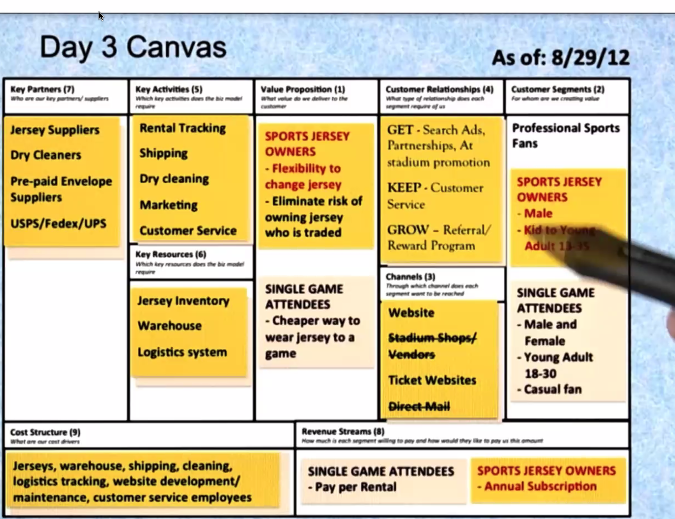 Day 3 Canvas
As of: 8/29/12
Key Partners (7)
Who are our key partners/ suppliers
Jersey Suppliers
Dry Cleaners
Pre-paid Envelope
Suppliers
USPS/Fedex/UPS
Key Activities (5)
Which key activities does the biz model
require
Rental Tracking
Shipping
Dry cleaning
Marketing
Customer Service
Key Resources (6)
Which key resources does the biz model
require
Jersey Inventory
Warehouse
Logistics system
Value Proposition (1)
What value do we deliver to the
customer
SPORTS JERSEY
OWNERS
- Flexibility to
change jersey
- Eliminate risk of
owning jersey
who is traded
SINGLE GAME
ATTENDEES
- Cheaper way to
wear jersey to a
game
Customer Relationships (4)
What type of relationship does each
segment require of us
GET - Search Ads,
Partnerships, At
stadium promotion
KEEP - Customer
Service
GROW – Referral/
Reward Program
Channels (3)
Through which channel does each
segment want to be reached
Website
Stadium Shops/
Vendors
Ticket Websites
Direct Mail
Customer Segments (2)
For whom are we creating value
Professional Sports
Fans
SPORTS JERSEY
OWNERS
- Male
- Kid to Young
Adult 13-35
SINGLE GAME
ATTENDEES
- Male and
Female
- Young Adult
18-30
- Casual fan
Cost Structure (9)
What are our cost drivers
Jerseys, warehouse, shipping, cleaning,
logistics tracking, website development/
maintenance, customer service employees
Revenue Streams (8)
How much is each segment willing to pay and how would they like to pay us this amount
SINGLE GAME ATTENDEES
- Pay per Rental
SPORTS JERSEY OWNERS
- Annual Subscription